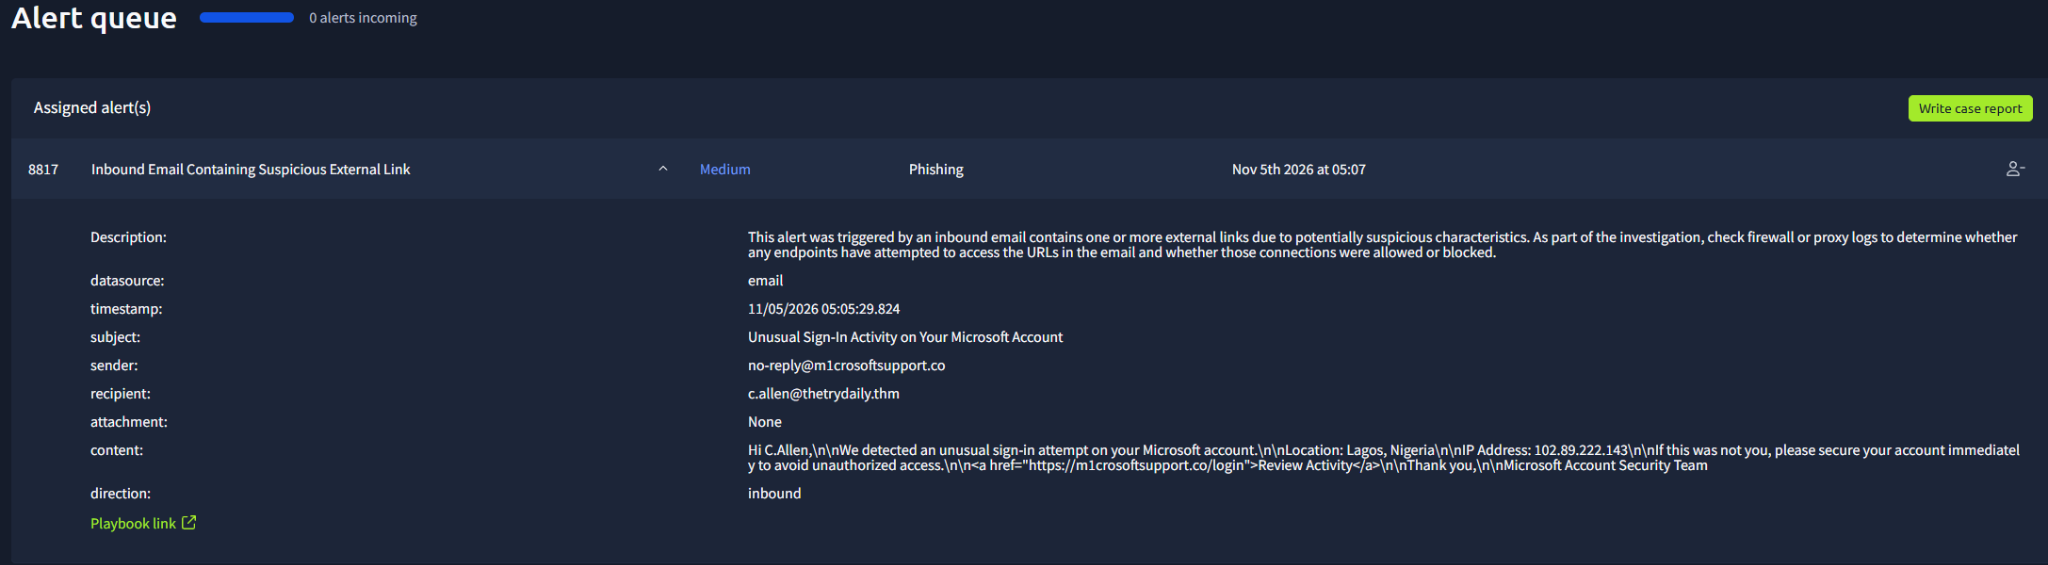 Alert queue 0 alerts incoming
Assigned alert(s) Write case report
8817 Inbound Email Containing Suspicious External Link Medium Phishing Nov 5th 2026 at 05:07
Description: This alert was triggered by an inbound email contains one or more external links due to potentially suspicious characteristics. As part of the investigation, check firewall or proxy logs to determine whether
any endpoints have attempted to access the URLs in the email and whether those connections were allowed or blocked.
datasource: email
timestamp: 11/05/2026 05:05:29.824
subject: Unusual Sign-In Activity on Your Microsoft Account
sender: no-reply@m1crosoftsupport.co
recipient: c.allen@thetrydaily.thm
attachment: None
content: Hi C.Allen,\n\nWe detected an unusual sign-in attempt on your Microsoft account.\n\nLocation: Lagos, Nigeria\n\nIP Address: 102.89.222.143\n\nIf this was not you, please secure your account immediatel
y to avoid unauthorized access.\n\n<a href="https://m1crosoftsupport.co/login">Review Activity</a>\n\nThank you,\n\nMicrosoft Account Security Team
direction: inbound
Playbook link